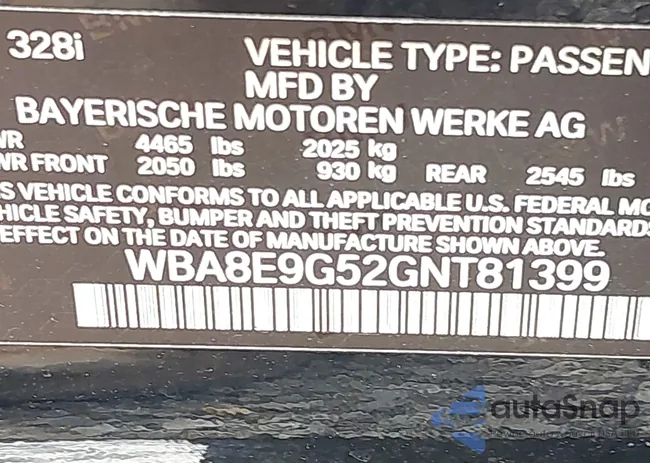 328i VEHICLE TYPE: PASSEN
MFD BY
BAYERISCHE MOTOREN WERKE AG
WR 4465 lbs 2025 kg
WR FRONT 2050 lbs 930 kg REAR 2545 lbs
S VEHICLE CONFORMS TO ALL APPLICABLE U.S. FEDERAL MO
HICLE SAFETY, BUMPER AND THEFT PREVENTION STANDARDS
EFFECT ON THE DATE OF MANUFACTURE SHOWN ABOVE.
WBA8E9G52GNT81399
autoSnap